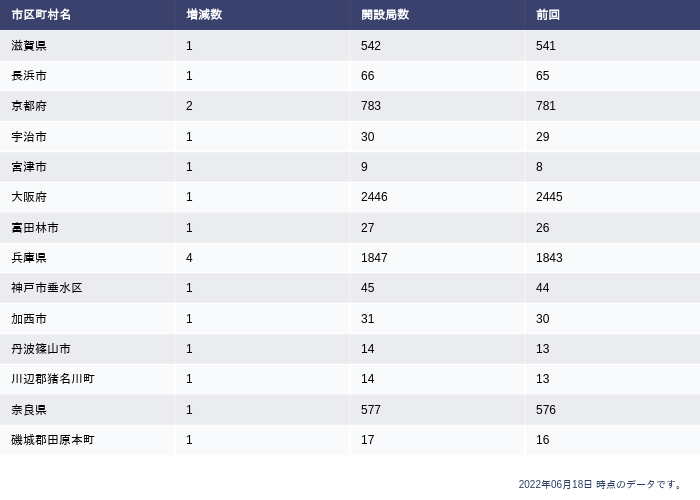 市区町村名 増減数 開設局数 前回
滋賀県 1 542 541
長浜市 1 66 65
京都府 2 783 781
宇治市 1 30 29
宮津市 1 9 8
大阪府 1 2446 2445
富田林市 1 27 26
兵庫県 4 1847 1843
神戸市垂水区 1 45 44
加西市 1 31 30
丹波篠山市 1 14 13
川辺郡猪名川町 1 14 13
奈良県 1 577 576
磯城郡田原本町 1 17 16
2022年06月18日 時点のデータです。